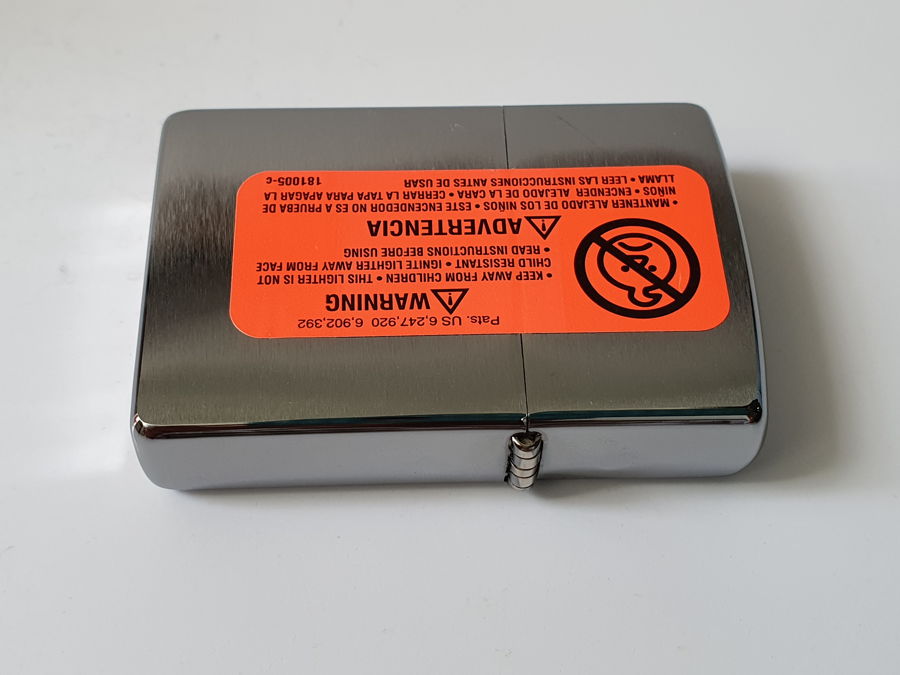 Pats. US 6,247,920 6,902,392
WARNING
• KEEP AWAY FROM CHILDREN • THIS LIGHTER IS NOT
CHILD RESISTANT • IGNITE LIGHTER AWAY FROM FACE
• READ INSTRUCTIONS BEFORE USING
ADVERTENCIA
• MANTENER ALEJADO DE LOS NIÑOS • ESTE ENCENDEDOR NO ES A PRUEBA DE
NIÑOS • ENCENDER ALEJADO DE LA CARA • CERRAR LA TAPA PARA APAGAR LA
LLAMA • LEER LAS INSTRUCCIONES ANTES DE USAR 181005-c